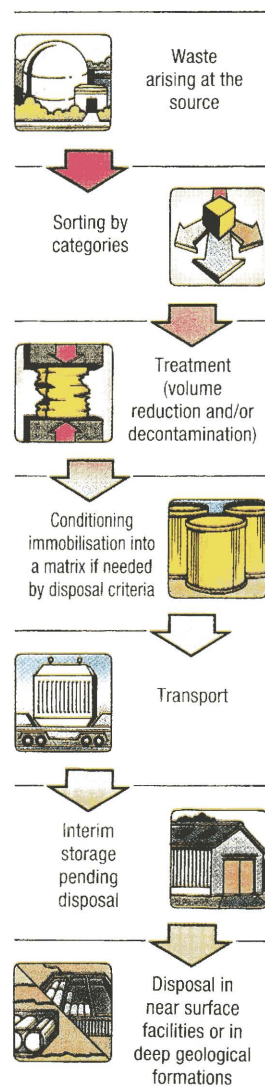 Waste
arising at the
source
Sorting by
categories
Treatment
(volume
reduction and/or
decontamination)
Conditioning
immobilisation into
a matrix if needed
by disposal criteria
Transport
Interim
storage
pending
disposal
Disposal in
near surface
facilities or in
deep geological
formations